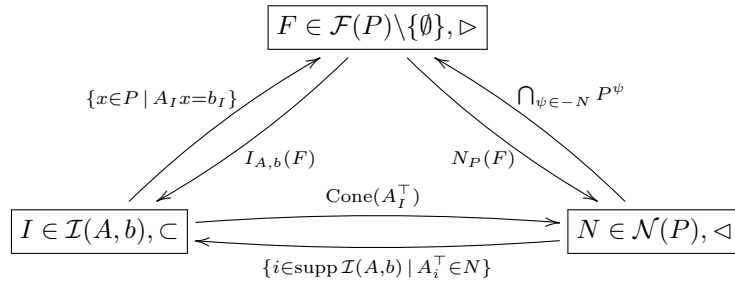 F ∈ 𝓕(P)\{∅}, ▷
{x∈P | A_I x=b_I}
⋂_{ψ∈−N} P^ψ
I_{A,b}(F)
N_P(F)
Cone(A_I^⊤)
I ∈ 𝓘(A, b), ⊂
N ∈ 𝓝(P), ◁
{i∈supp 𝓘(A,b) | A_i^⊤∈N}